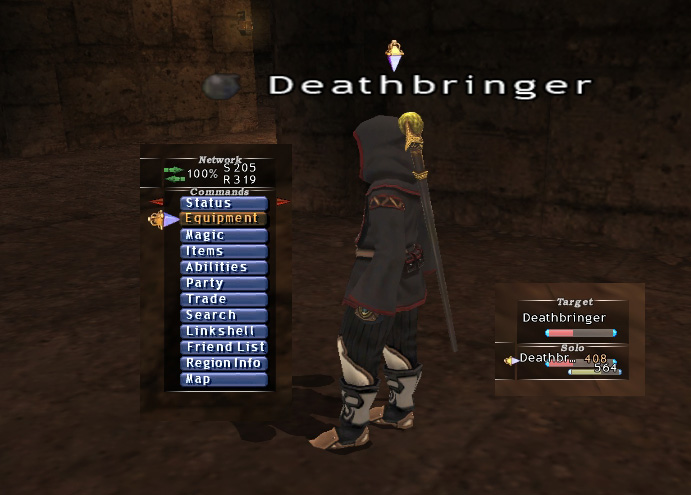 Deathbringer
Network
100% S 205
R 319
Commands
Status
Equipment
Magic
Items
Abilities
Party
Trade
Search
Linkshell
Friend List
Region Info
Map
Target
Deathbringer
Solo
Deathbr... 408
564